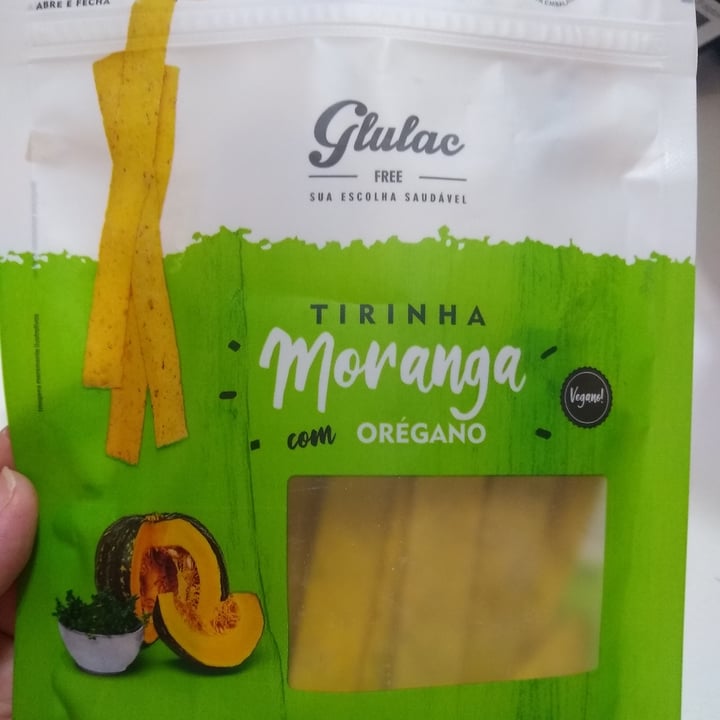 ABRE E FECHA
Glulac
FREE
SUA ESCOLHA SAUDÁVEL
TIRINHA
Moranga
Vegano!
com ORÉGANO